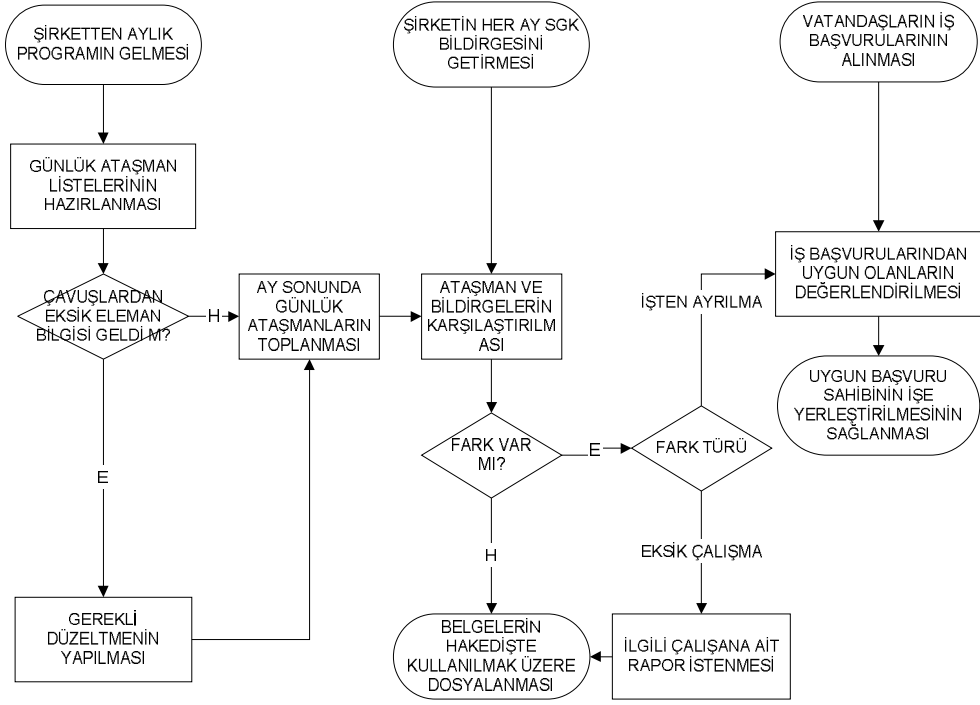 ŞİRKETTEN AYLIK
PROGRAMIN GELMESİ
GÜNLÜK ATAŞMAN
LİSTELERİNİN
HAZIRLANMASI
ÇAVUŞLARDAN
EKSİK ELEMAN
BİLGİSİ GELDİ M?
H
E
GEREKLİ
DÜZELTMENİN
YAPILMASI
AY SONUNDA
GÜNLÜK
ATAŞMANLARIN
TOPLANMASI
ŞİRKETİN HER AY SGK
BİLDİRGESİNİ
GETİRMESİ
ATAŞMAN VE
BİLDİRGELERİN
KARŞILAŞTIRILM
ASI
FARK VAR
MI?
E
H
BELGELERİN
HAKEDİŞTE
KULLANILMAK ÜZERE
DOSYALANMASI
FARK TÜRÜ
İŞTEN AYRILMA
EKSİK ÇALIŞMA
İLGİLİ ÇALIŞANA AİT
RAPOR İSTENMESİ
VATANDAŞLARIN İŞ
BAŞVURULARININ
ALINMASI
İŞ BAŞVURULARINDAN
UYGUN OLANLARIN
DEĞERLENDİRİLMESİ
UYGUN BAŞVURU
SAHİBİNİN İŞE
YERLEŞTİRİLMESİNİN
SAĞLANMASI